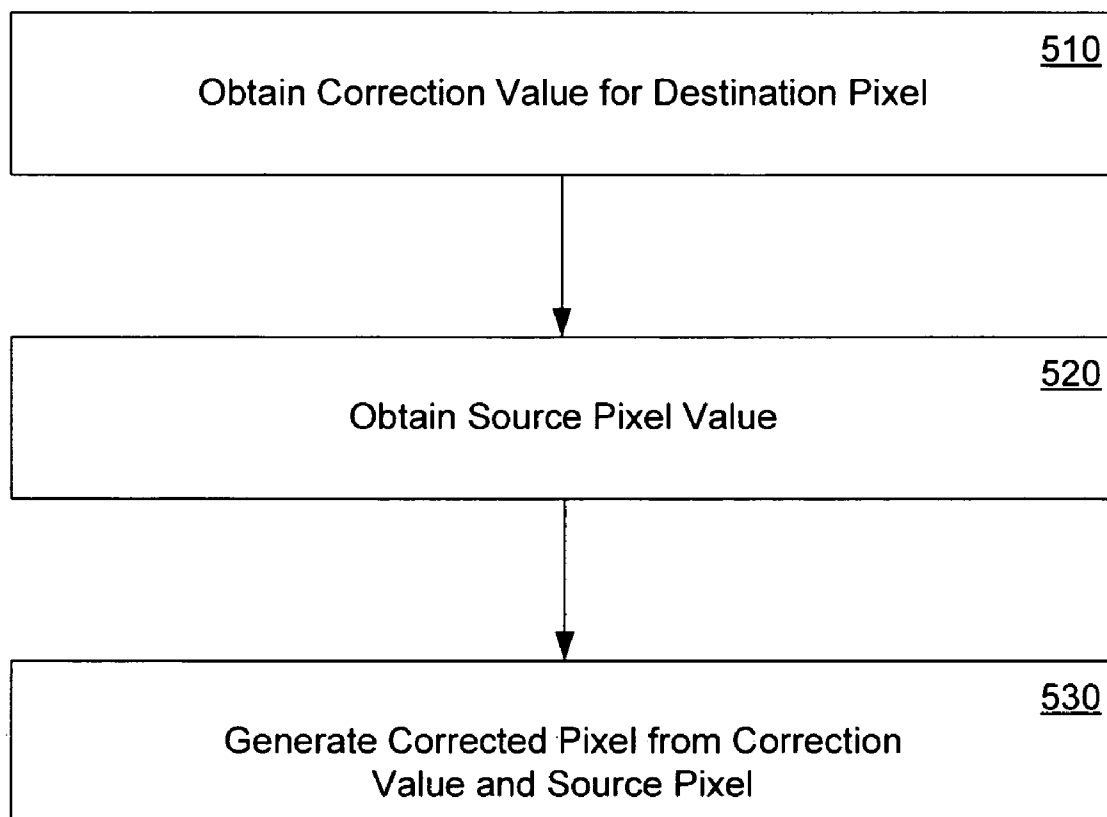 510
Obtain Correction Value for Destination Pixel
520
Obtain Source Pixel Value
530
Generate Corrected Pixel from Correction
Value and Source Pixel